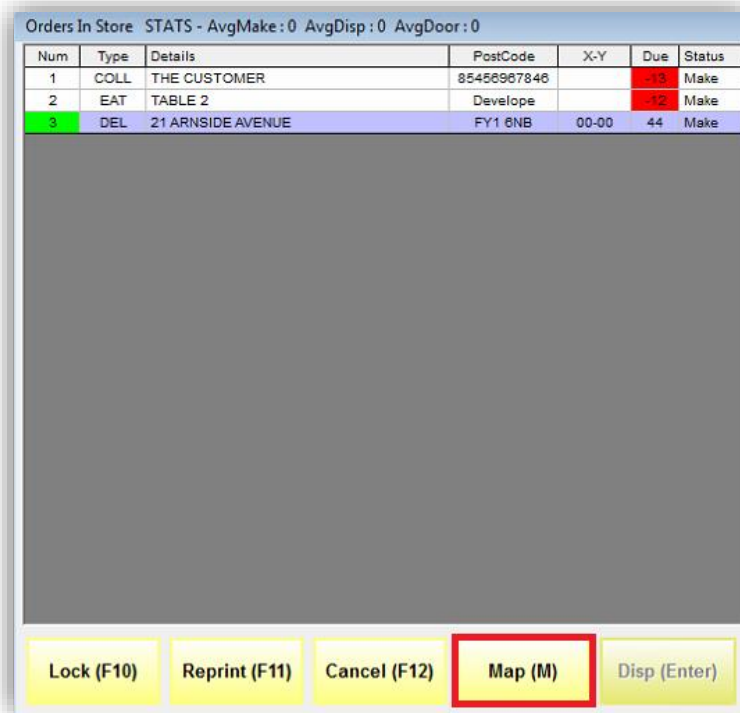 Orders In Store STATS - AvgMake : 0 AvgDisp : 0 AvgDoor : 0
Num Type Details PostCode X-Y Due Status
1 COLL THE CUSTOMER 85456967846 -13 Make
2 EAT TABLE 2 Develope -12 Make
3 DEL 21 ARNSIDE AVENUE FY1 6NB 00-00 44 Make
Lock (F10) Reprint (F11) Cancel (F12) Map (M) Disp (Enter)